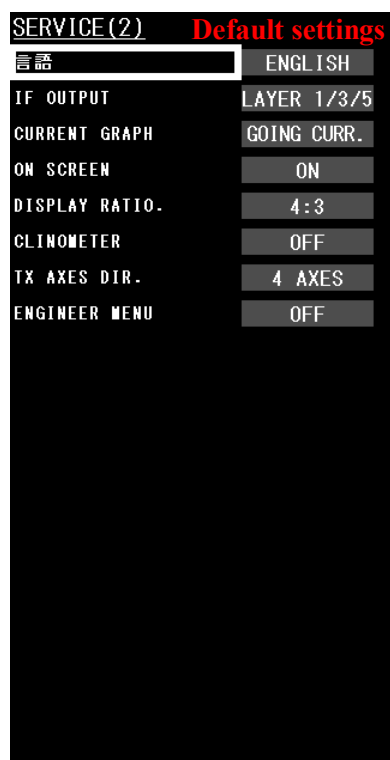 SERVICE(2) Default settings
言語 ENGLISH
IF OUTPUT LAYER 1/3/5
CURRENT GRAPH GOING CURR.
ON SCREEN ON
DISPLAY RATIO. 4:3
CLINOMETER OFF
TX AXES DIR. 4 AXES
ENGINEER MENU OFF